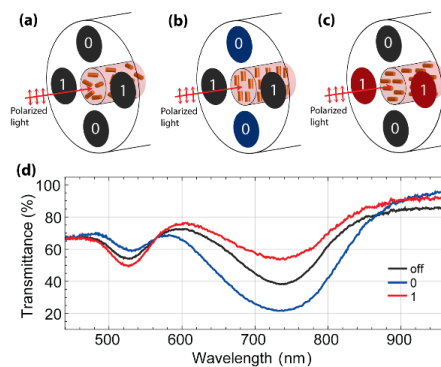 (a)
0
1
1
0
Polarized
light
(b)
0
1
1
0
Polarized
light
(c)
0
1
1
0
Polarized
light
(d)
100
80
60
40
20
Transmittance (%)
off
0
1
500
600
700
800
900
Wavelength (nm)